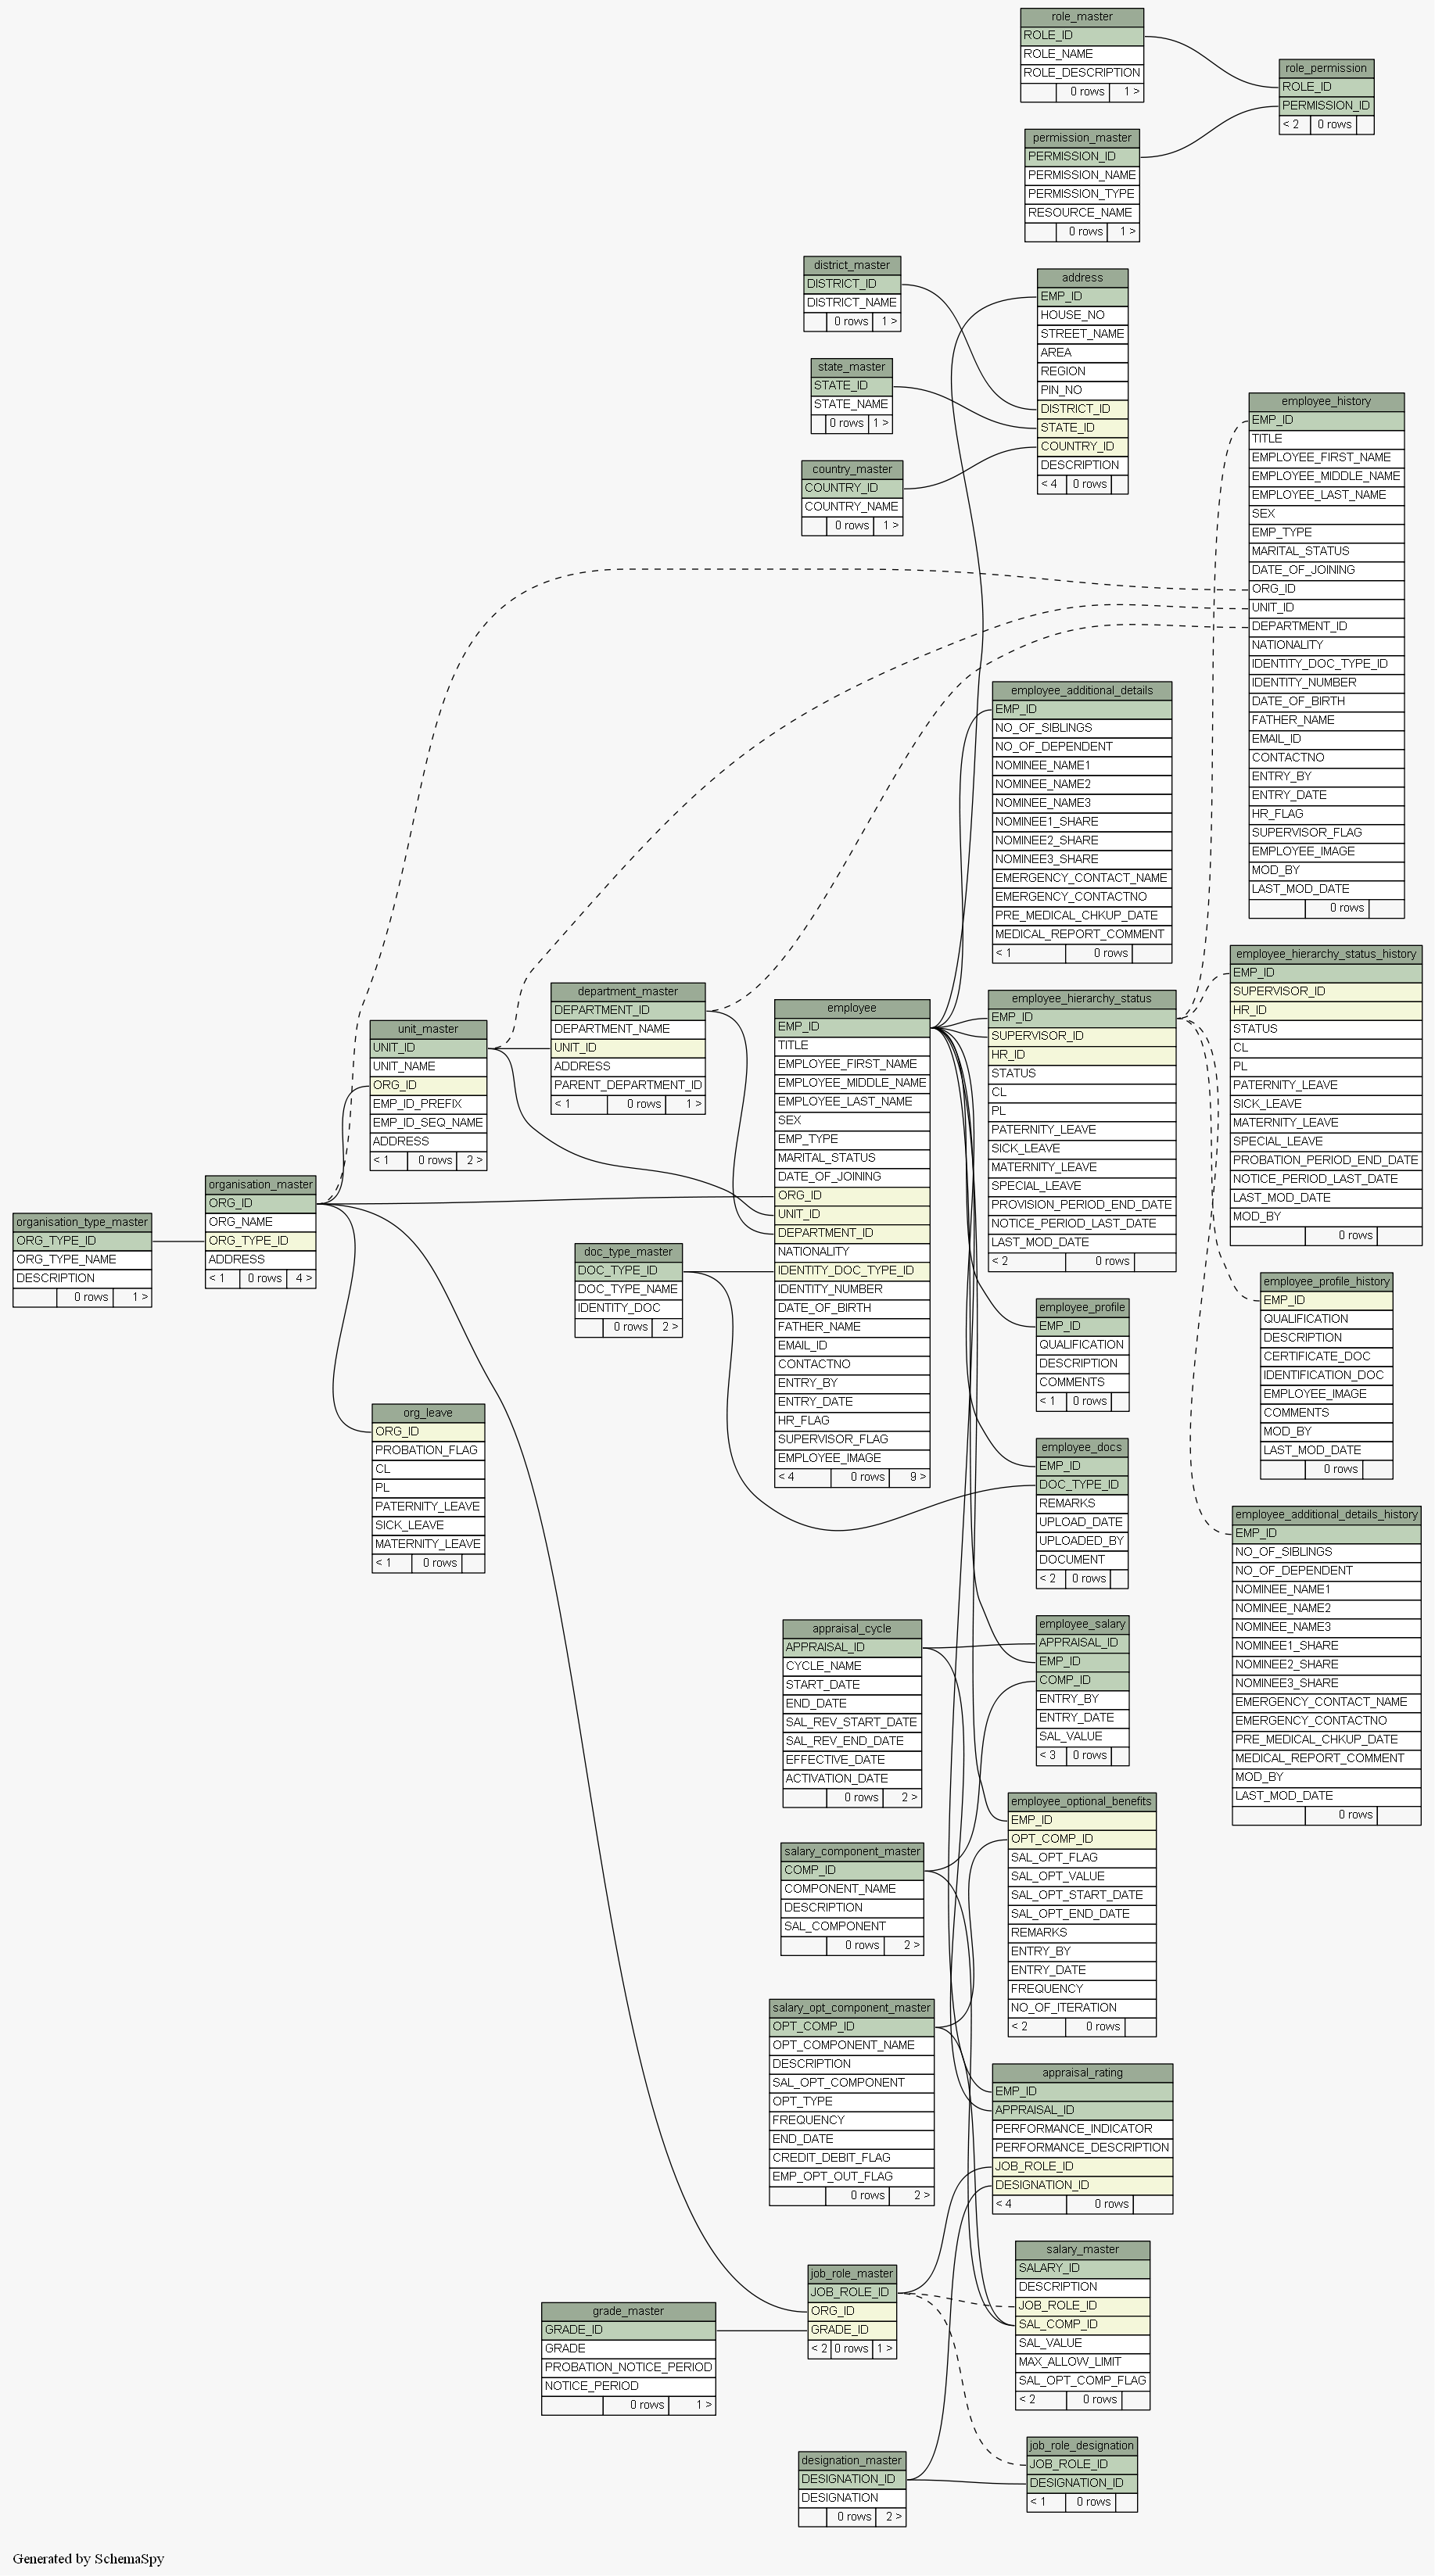 role_master
ROLE_ID
ROLE_NAME
ROLE_DESCRIPTION
0 rows 1 >
role_permission
ROLE_ID
PERMISSION_ID
< 2 0 rows
permission_master
PERMISSION_ID
PERMISSION_NAME
PERMISSION_TYPE
RESOURCE_NAME
0 rows 1 >
district_master
DISTRICT_ID
DISTRICT_NAME
0 rows 1 >
state_master
STATE_ID
STATE_NAME
0 rows 1 >
country_master
COUNTRY_ID
COUNTRY_NAME
0 rows 1 >
address
EMP_ID
HOUSE_NO
STREET_NAME
AREA
REGION
PIN_NO
DISTRICT_ID
STATE_ID
COUNTRY_ID
DESCRIPTION
< 4 0 rows
employee_history
EMP_ID
TITLE
EMPLOYEE_FIRST_NAME
EMPLOYEE_MIDDLE_NAME
EMPLOYEE_LAST_NAME
SEX
EMP_TYPE
MARITAL_STATUS
DATE_OF_JOINING
ORG_ID
UNIT_ID
DEPARTMENT_ID
NATIONALITY
IDENTITY_DOC_TYPE_ID
IDENTITY_NUMBER
DATE_OF_BIRTH
FATHER_NAME
EMAIL_ID
CONTACTNO
ENTRY_BY
ENTRY_DATE
HR_FLAG
SUPERVISOR_FLAG
EMPLOYEE_IMAGE
MOD_BY
LAST_MOD_DATE
0 rows
employee_additional_details
EMP_ID
NO_OF_SIBLINGS
NO_OF_DEPENDENT
NOMINEE_NAME1
NOMINEE_NAME2
NOMINEE_NAME3
NOMINEE1_SHARE
NOMINEE2_SHARE
NOMINEE3_SHARE
EMERGENCY_CONTACT_NAME
EMERGENCY_CONTACTNO
PRE_MEDICAL_CHKUP_DATE
MEDICAL_REPORT_COMMENT
< 1 0 rows
employee_hierarchy_status_history
EMP_ID
SUPERVISOR_ID
HR_ID
STATUS
CL
PL
PATERNITY_LEAVE
SICK_LEAVE
MATERNITY_LEAVE
SPECIAL_LEAVE
PROBATION_PERIOD_END_DATE
NOTICE_PERIOD_LAST_DATE
LAST_MOD_DATE
MOD_BY
0 rows
employee_hierarchy_status
EMP_ID
SUPERVISOR_ID
HR_ID
STATUS
CL
PL
PATERNITY_LEAVE
SICK_LEAVE
MATERNITY_LEAVE
SPECIAL_LEAVE
PROVISION_PERIOD_END_DATE
NOTICE_PERIOD_LAST_DATE
LAST_MOD_DATE
< 2 0 rows
employee
EMP_ID
TITLE
EMPLOYEE_FIRST_NAME
EMPLOYEE_MIDDLE_NAME
EMPLOYEE_LAST_NAME
SEX
EMP_TYPE
MARITAL_STATUS
DATE_OF_JOINING
ORG_ID
UNIT_ID
DEPARTMENT_ID
NATIONALITY
IDENTITY_DOC_TYPE_ID
IDENTITY_NUMBER
DATE_OF_BIRTH
FATHER_NAME
EMAIL_ID
CONTACTNO
ENTRY_BY
ENTRY_DATE
HR_FLAG
SUPERVISOR_FLAG
EMPLOYEE_IMAGE
< 4 0 rows 9 >
department_master
DEPARTMENT_ID
DEPARTMENT_NAME
UNIT_ID
ADDRESS
PARENT_DEPARTMENT_ID
< 1 0 rows 1 >
unit_master
UNIT_ID
UNIT_NAME
ORG_ID
EMP_ID_PREFIX
EMP_ID_SEQ_NAME
ADDRESS
< 1 0 rows 2 >
organisation_master
ORG_ID
ORG_NAME
ORG_TYPE_ID
ADDRESS
< 1 0 rows 4 >
organisation_type_master
ORG_TYPE_ID
ORG_TYPE_NAME
DESCRIPTION
0 rows 1 >
doc_type_master
DOC_TYPE_ID
DOC_TYPE_NAME
IDENTITY_DOC
0 rows 2 >
employee_profile_history
EMP_ID
QUALIFICATION
DESCRIPTION
CERTIFICATE_DOC
IDENTIFICATION_DOC
EMPLOYEE_IMAGE
COMMENTS
MOD_BY
LAST_MOD_DATE
0 rows
employee_profile
EMP_ID
QUALIFICATION
DESCRIPTION
COMMENTS
< 1 0 rows
org_leave
ORG_ID
PROBATION_FLAG
CL
PL
PATERNITY_LEAVE
SICK_LEAVE
MATERNITY_LEAVE
< 1 0 rows
employee_docs
EMP_ID
DOC_TYPE_ID
REMARKS
UPLOAD_DATE
UPLOADED_BY
DOCUMENT
< 2 0 rows
employee_additional_details_history
EMP_ID
NO_OF_SIBLINGS
NO_OF_DEPENDENT
NOMINEE_NAME1
NOMINEE_NAME2
NOMINEE_NAME3
NOMINEE1_SHARE
NOMINEE2_SHARE
NOMINEE3_SHARE
EMERGENCY_CONTACT_NAME
EMERGENCY_CONTACTNO
PRE_MEDICAL_CHKUP_DATE
MEDICAL_REPORT_COMMENT
MOD_BY
LAST_MOD_DATE
0 rows
appraisal_cycle
APPRAISAL_ID
CYCLE_NAME
START_DATE
END_DATE
SAL_REV_START_DATE
SAL_REV_END_DATE
EFFECTIVE_DATE
ACTIVATION_DATE
0 rows 2 >
employee_salary
APPRAISAL_ID
EMP_ID
COMP_ID
ENTRY_BY
ENTRY_DATE
SAL_VALUE
< 3 0 rows
employee_optional_benefits
EMP_ID
OPT_COMP_ID
SAL_OPT_FLAG
SAL_OPT_VALUE
SAL_OPT_START_DATE
SAL_OPT_END_DATE
REMARKS
ENTRY_BY
ENTRY_DATE
FREQUENCY
NO_OF_ITERATION
< 2 0 rows
salary_component_master
COMP_ID
COMPONENT_NAME
DESCRIPTION
SAL_COMPONENT
0 rows 2 >
salary_opt_component_master
OPT_COMP_ID
OPT_COMPONENT_NAME
DESCRIPTION
SAL_OPT_COMPONENT
OPT_TYPE
FREQUENCY
END_DATE
CREDIT_DEBIT_FLAG
EMP_OPT_OUT_FLAG
0 rows 2 >
appraisal_rating
EMP_ID
APPRAISAL_ID
PERFORMANCE_INDICATOR
PERFORMANCE_DESCRIPTION
JOB_ROLE_ID
DESIGNATION_ID
< 4 0 rows
salary_master
SALARY_ID
DESCRIPTION
JOB_ROLE_ID
SAL_COMP_ID
SAL_VALUE
MAX_ALLOW_LIMIT
SAL_OPT_COMP_FLAG
< 2 0 rows
job_role_master
JOB_ROLE_ID
ORG_ID
GRADE_ID
< 2 0 rows 1 >
grade_master
GRADE_ID
GRADE
PROBATION_NOTICE_PERIOD
NOTICE_PERIOD
0 rows 1 >
job_role_designation
JOB_ROLE_ID
DESIGNATION_ID
< 1 0 rows
designation_master
DESIGNATION_ID
DESIGNATION
0 rows 2 >
Generated by SchemaSpy